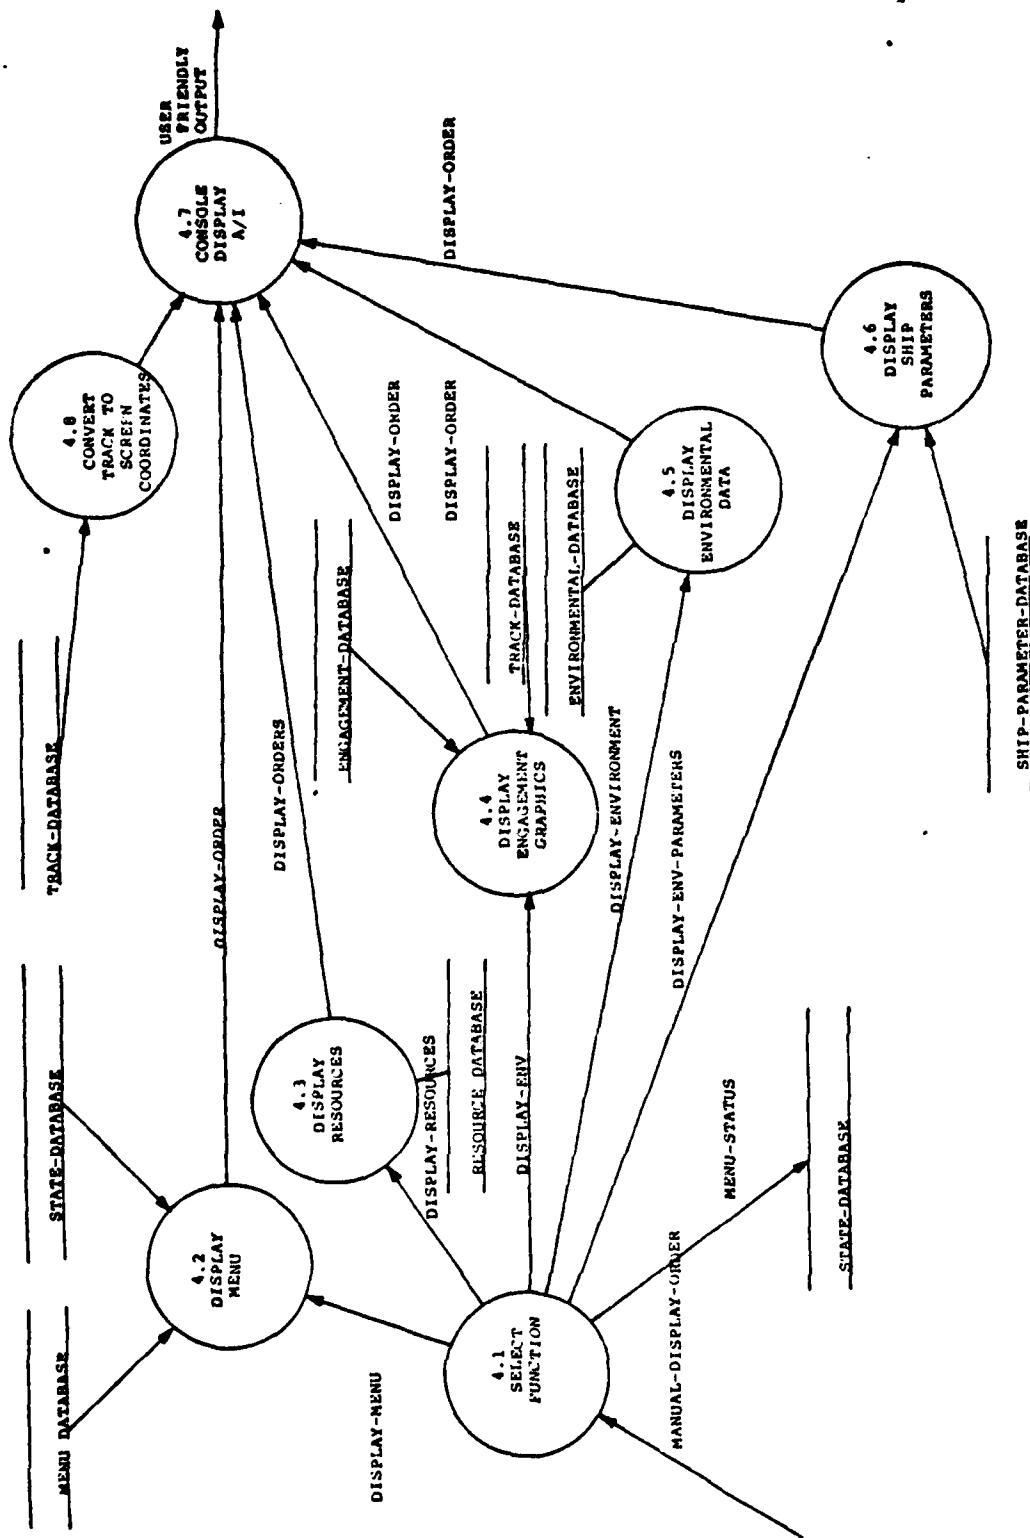 MENU DATABASE
STATE-DATABASE
TRACK-DATABASE
4.8
CONVERT
TRACK TO
SCREEN
COORDINATES
USER
FRIENDLY
OUTPUT
4.7
CONSOLE
DISPLAY
A/I
4.2
DISPLAY
MENU
DISPLAY-ORDER
DISPLAY-ORDERS
4.3
DISPLAY
RESOURCES
ENGAGEMENT-DATABASE
DISPLAY-ORDER
DISPLAY-ORDER
DISPLAY-ORDER
DISPLAY-MENU
DISPLAY-RESOURCES
RESOURCE DATABASE
4.4
DISPLAY
ENGAGEMENT
GRAPHICS
TRACK-DATABASE
ENVIRONMENTAL-DATABASE
4.1
SELECT
FUNCTION
DISPLAY-ENV
DISPLAY-ENVIRONMENT
DISPLAY-ENV-PARAMETERS
4.5
DISPLAY
ENVIRONMENTAL
DATA
MANUAL-DISPLAY-ORDER
MENU-STATUS
STATE-DATABASE
4.6
DISPLAY
SHIP
PARAMETERS
SHIP-PARAMETER-DATABASE